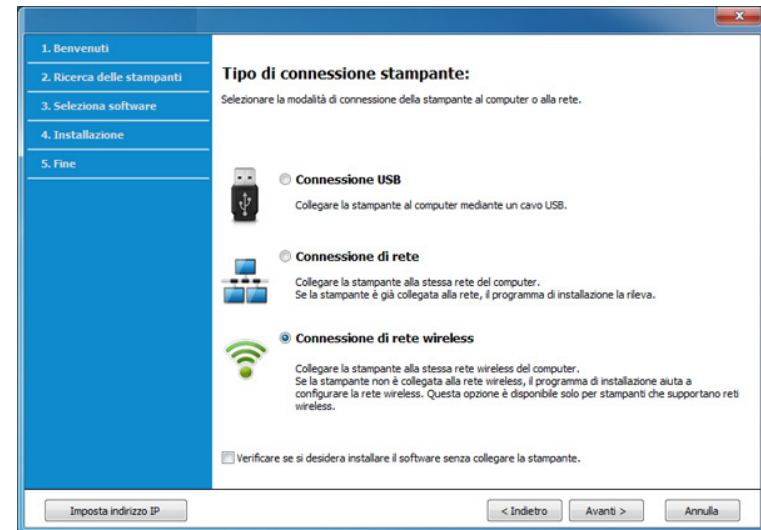 1. Benvenuti
2. Ricerca delle stampanti
3. Seleziona software
4. Installazione
5. Fine
Tipo di connessione stampante:
Selezionare la modalità di connessione della stampante al computer o alla rete.
Connessione USB
Collegare la stampante al computer mediante un cavo USB.
Connessione di rete
Collegare la stampante alla stessa rete del computer.
Se la stampante è già collegata alla rete, il programma di installazione la rileva.
Connessione di rete wireless
Collegare la stampante alla stessa rete wireless del computer.
Se la stampante non è collegata alla rete wireless, il programma di installazione aiuta a
configurare la rete wireless. Questa opzione è disponibile solo per stampanti che supportano reti
wireless.
Verificare se si desidera installare il software senza collegare la stampante.
Imposta indirizzo IP
< Indietro
Avanti >
Annulla